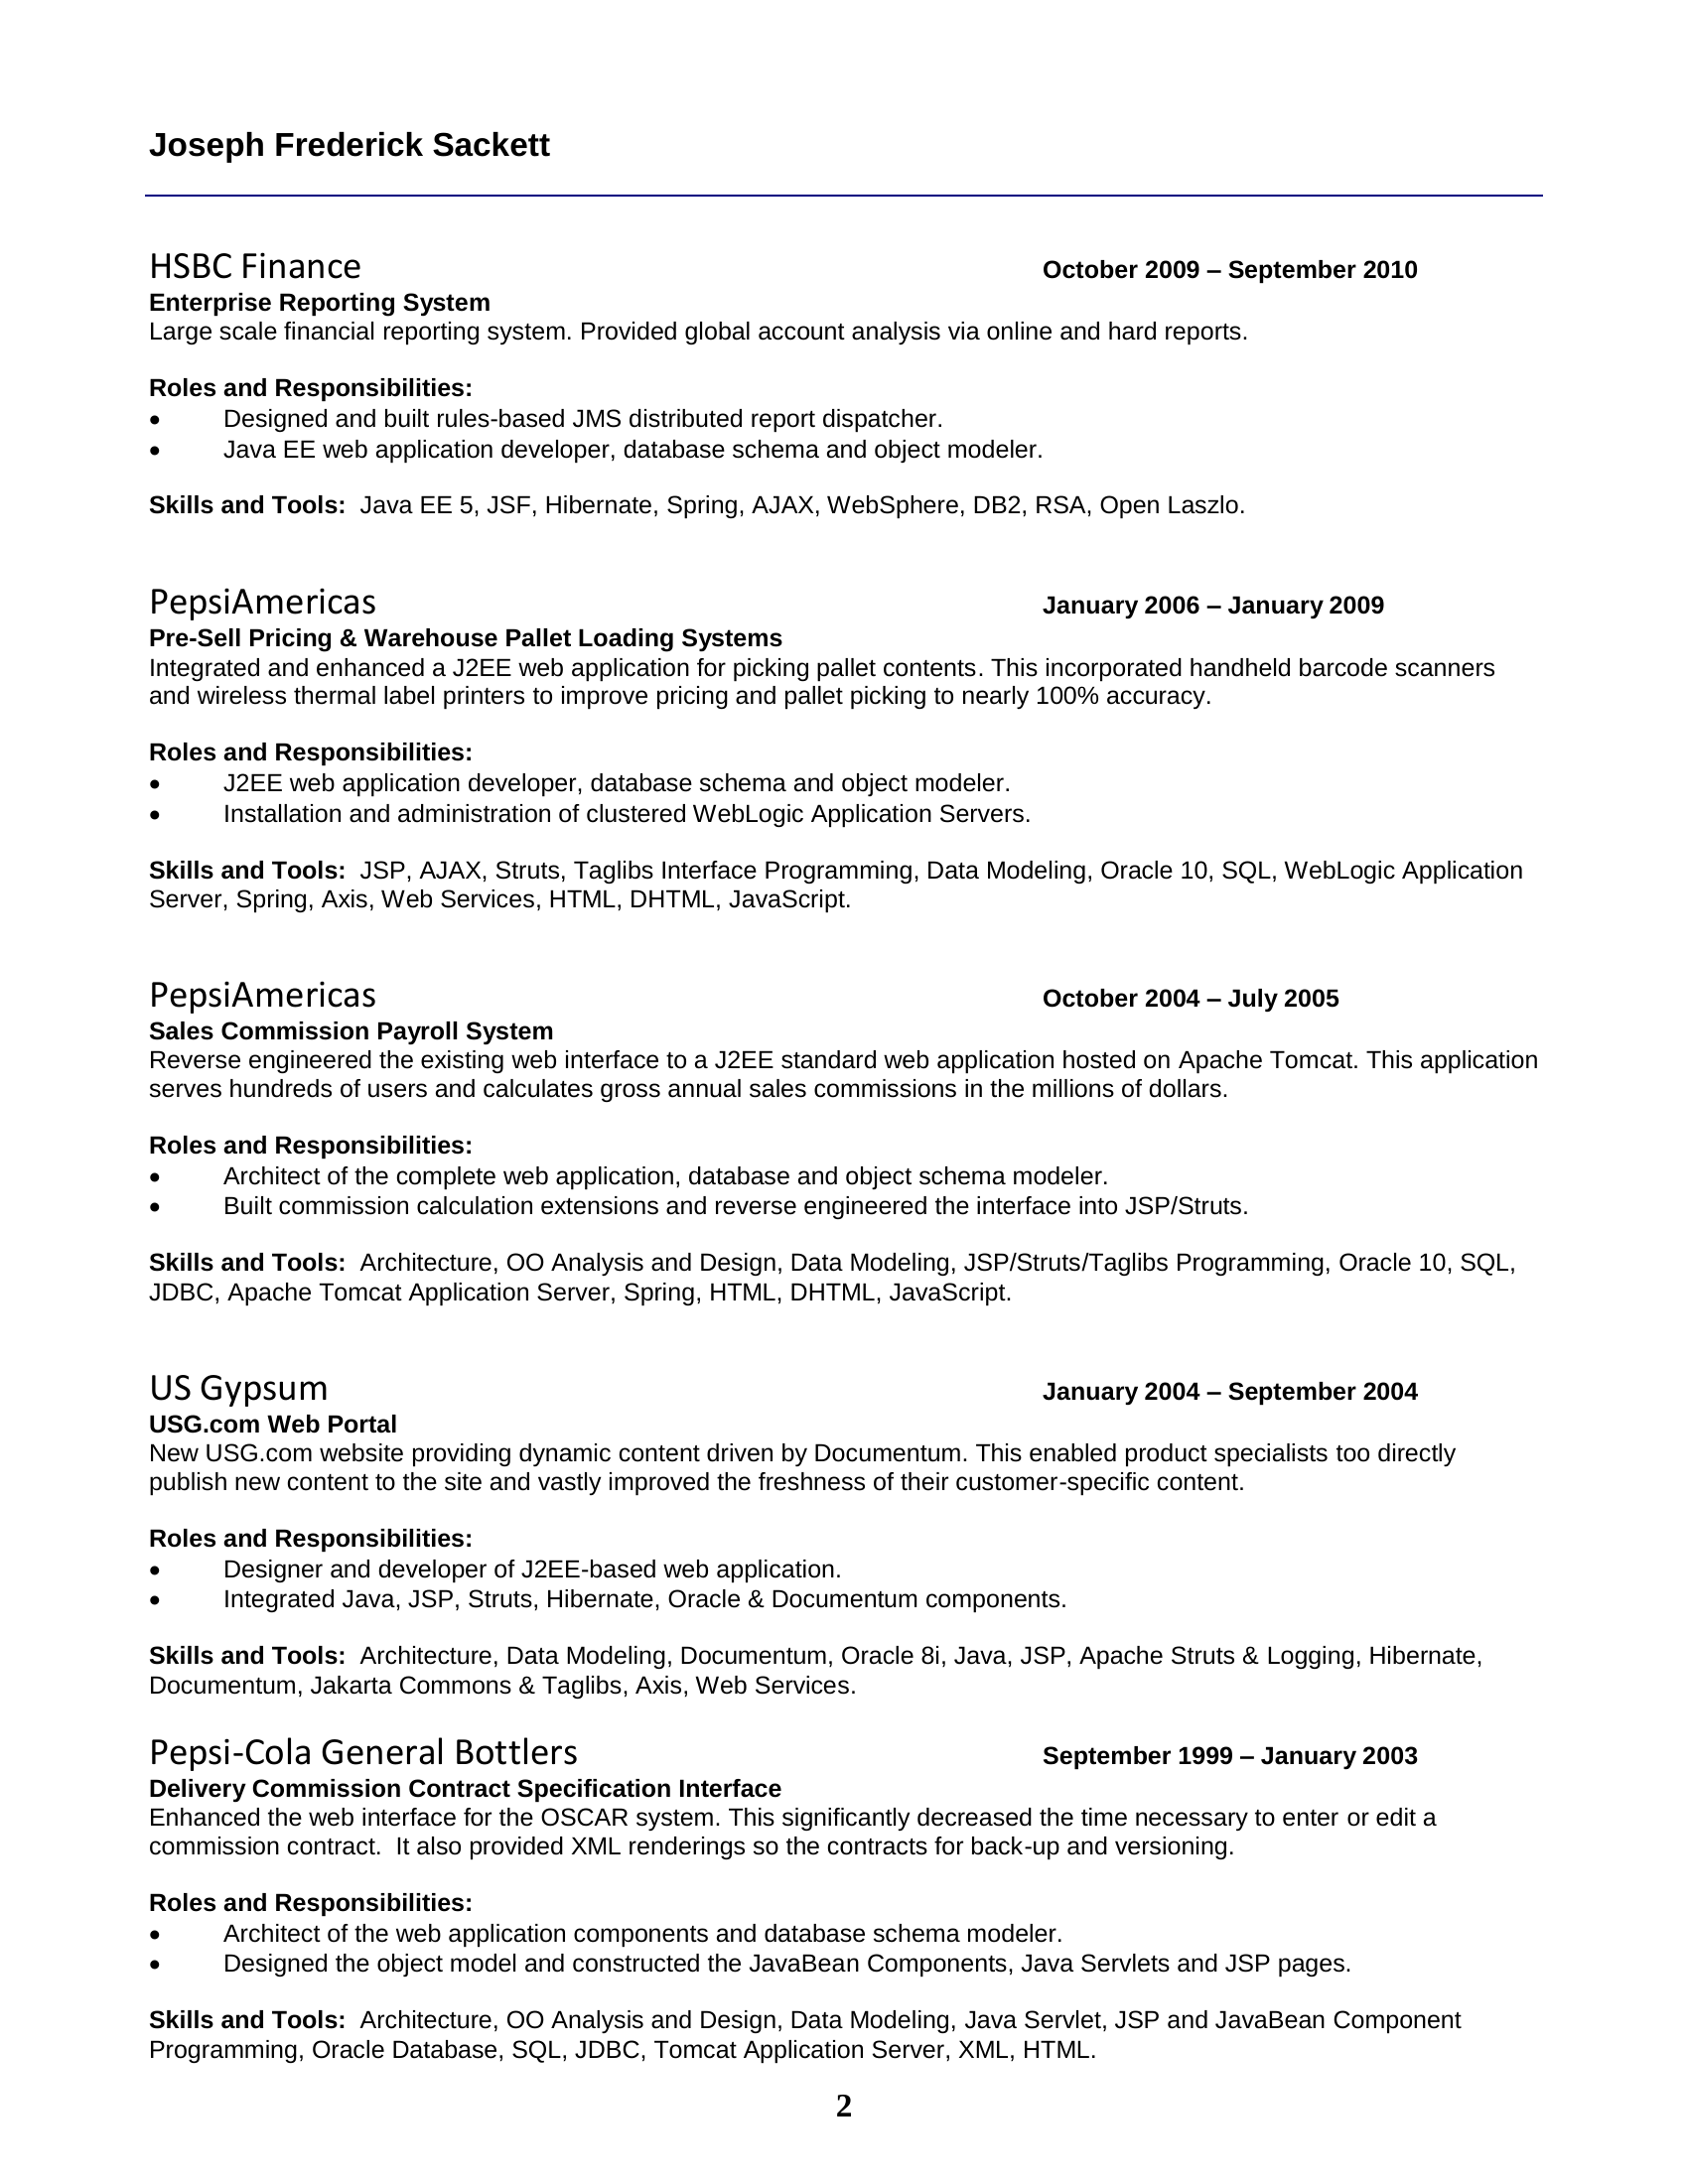 Joseph Frederick Sackett
HSBC Finance October 2009 – September 2010
Enterprise Reporting System
Large scale financial reporting system. Provided global account analysis via online and hard reports.
Roles and Responsibilities:
• Designed and built rules-based JMS distributed report dispatcher.
• Java EE web application developer, database schema and object modeler.
Skills and Tools: Java EE 5, JSF, Hibernate, Spring, AJAX, WebSphere, DB2, RSA, Open Laszlo.
PepsiAmericas January 2006 – January 2009
Pre-Sell Pricing & Warehouse Pallet Loading Systems
Integrated and enhanced a J2EE web application for picking pallet contents. This incorporated handheld barcode scanners
and wireless thermal label printers to improve pricing and pallet picking to nearly 100% accuracy.
Roles and Responsibilities:
• J2EE web application developer, database schema and object modeler.
• Installation and administration of clustered WebLogic Application Servers.
Skills and Tools: JSP, AJAX, Struts, Taglibs Interface Programming, Data Modeling, Oracle 10, SQL, WebLogic Application
Server, Spring, Axis, Web Services, HTML, DHTML, JavaScript.
PepsiAmericas October 2004 – July 2005
Sales Commission Payroll System
Reverse engineered the existing web interface to a J2EE standard web application hosted on Apache Tomcat. This application
serves hundreds of users and calculates gross annual sales commissions in the millions of dollars.
Roles and Responsibilities:
• Architect of the complete web application, database and object schema modeler.
• Built commission calculation extensions and reverse engineered the interface into JSP/Struts.
Skills and Tools: Architecture, OO Analysis and Design, Data Modeling, JSP/Struts/Taglibs Programming, Oracle 10, SQL,
JDBC, Apache Tomcat Application Server, Spring, HTML, DHTML, JavaScript.
US Gypsum January 2004 – September 2004
USG.com Web Portal
New USG.com website providing dynamic content driven by Documentum. This enabled product specialists too directly
publish new content to the site and vastly improved the freshness of their customer-specific content.
Roles and Responsibilities:
• Designer and developer of J2EE-based web application.
• Integrated Java, JSP, Struts, Hibernate, Oracle & Documentum components.
Skills and Tools: Architecture, Data Modeling, Documentum, Oracle 8i, Java, JSP, Apache Struts & Logging, Hibernate,
Documentum, Jakarta Commons & Taglibs, Axis, Web Services.
Pepsi-Cola General Bottlers September 1999 – January 2003
Delivery Commission Contract Specification Interface
Enhanced the web interface for the OSCAR system. This significantly decreased the time necessary to enter or edit a
commission contract. It also provided XML renderings so the contracts for back-up and versioning.
Roles and Responsibilities:
• Architect of the web application components and database schema modeler.
• Designed the object model and constructed the JavaBean Components, Java Servlets and JSP pages.
Skills and Tools: Architecture, OO Analysis and Design, Data Modeling, Java Servlet, JSP and JavaBean Component
Programming, Oracle Database, SQL, JDBC, Tomcat Application Server, XML, HTML.
2